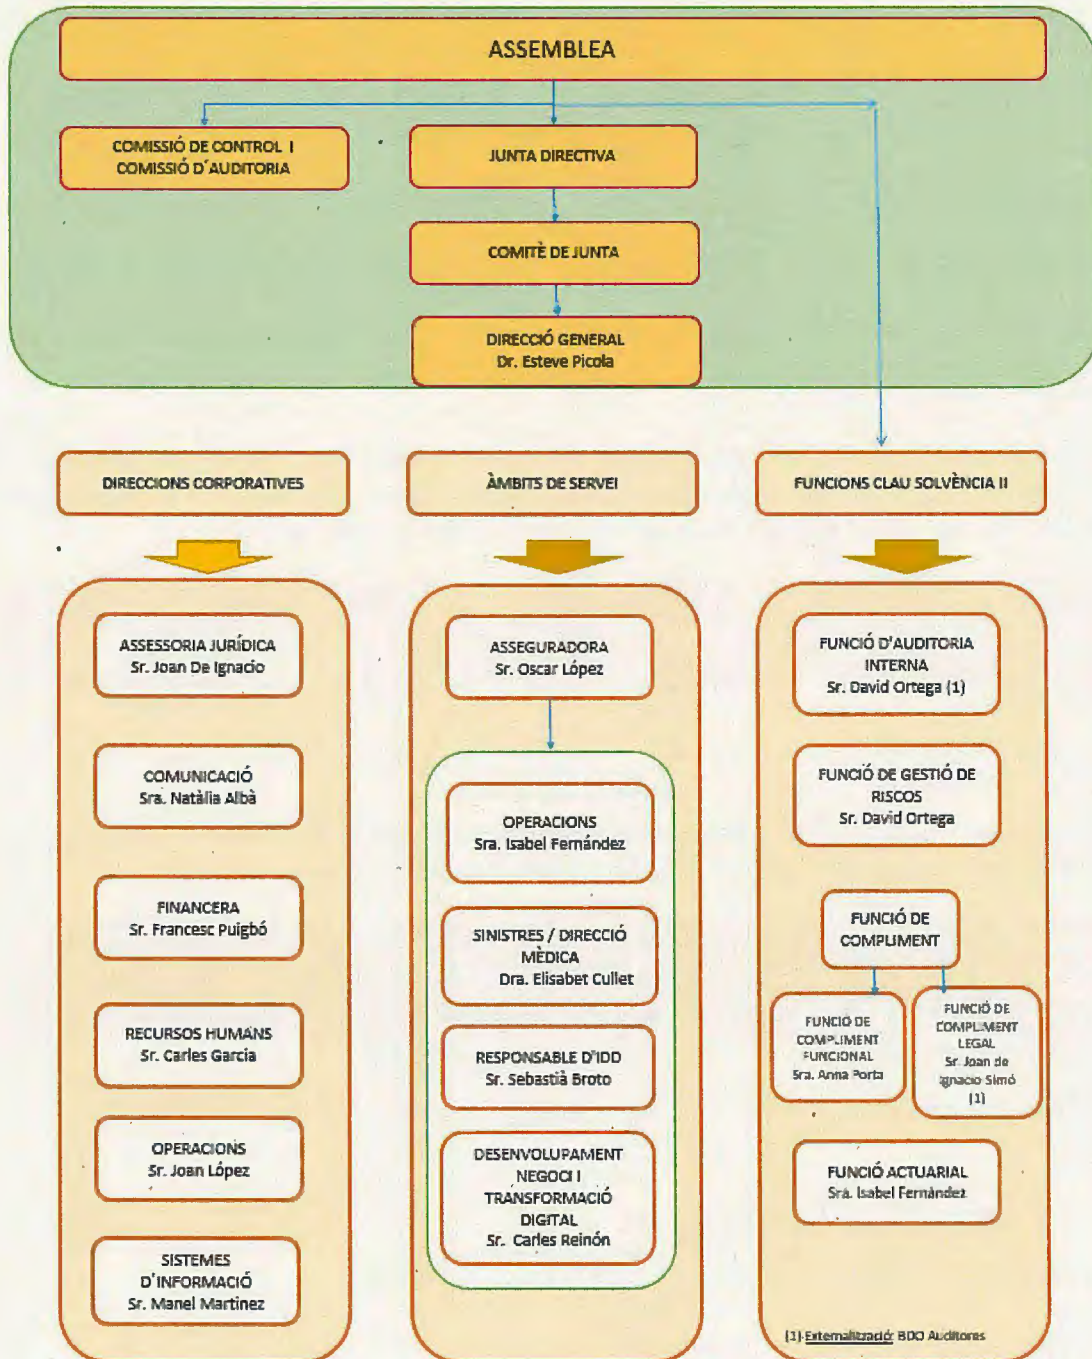 ASSEMBLEA
COMISSIÓ DE CONTROL I
COMISSIÓ D´AUDITORIA
JUNTA DIRECTIVA
COMITÈ DE JUNTA
DIRECCIÓ GENERAL
Dr. Esteve Picola
DIRECCIONS CORPORATIVES
ASSESSORIA JURÍDICA
Sr. Joan De Ignacio
COMUNICACIÓ
Sra. Natàlia Albà
FINANCERA
Sr. Francesc Puigbó
RECURSOS HUMANS
Sr. Carles Garcia
OPERACIONS
Sr. Joan López
SISTEMES
D´INFORMACIÓ
Sr. Manel Martinez
ÀMBITS DE SERVEI
ASSEGURADORA
Sr. Oscar López
OPERACIONS
Sra. Isabel Fernández
SINISTRES / DIRECCIÓ
MÈDICA
Dra. Elisabet Cullet
RESPONSABLE D'IDD
Sr. Sebastià Broto
DESENVOLUPAMENT
NEGOCI I
TRANSFORMACIÓ
DIGITAL
Sr. Carles Reinón
FUNCIONS CLAU SOLVÈNCIA II
FUNCIÓ D'AUDITORIA
INTERNA
Sr. David Ortega (1)
FUNCIÓ DE GESTIÓ DE
RISCOS
Sr. David Ortega
FUNCIÓ DE
COMPLIMENT
FUNCIÓ DE
COMPLIMENT
FUNCIONAL
Sra. Anna Porta
FUNCIÓ DE
COMPLIMENT
LEGAL
Sr. Joan de
Ignacio Simó
(1)
FUNCIÓ ACTUARIAL
Sra. Isabel Fernández
(1) Externalització: BDO Auditores